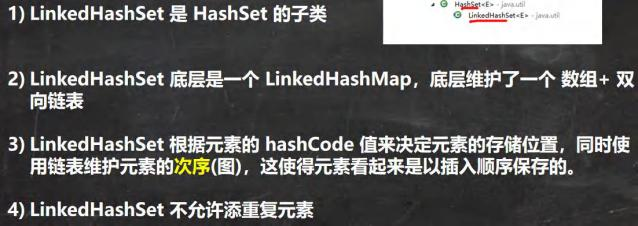 HashSet<E> - java.util
LinkedHashSet<E> - java.util
1) LinkedHashSet 是 HashSet 的子类
2) LinkedHashSet 底层是一个 LinkedHashMap，底层维护了一个 数组+ 双
向链表
3) LinkedHashSet 根据元素的 hashCode 值来决定元素的存储位置，同时使
用链表维护元素的次序(图)，这使得元素看起来是以插入顺序保存的。
4) LinkedHashSet 不允许添重复元素